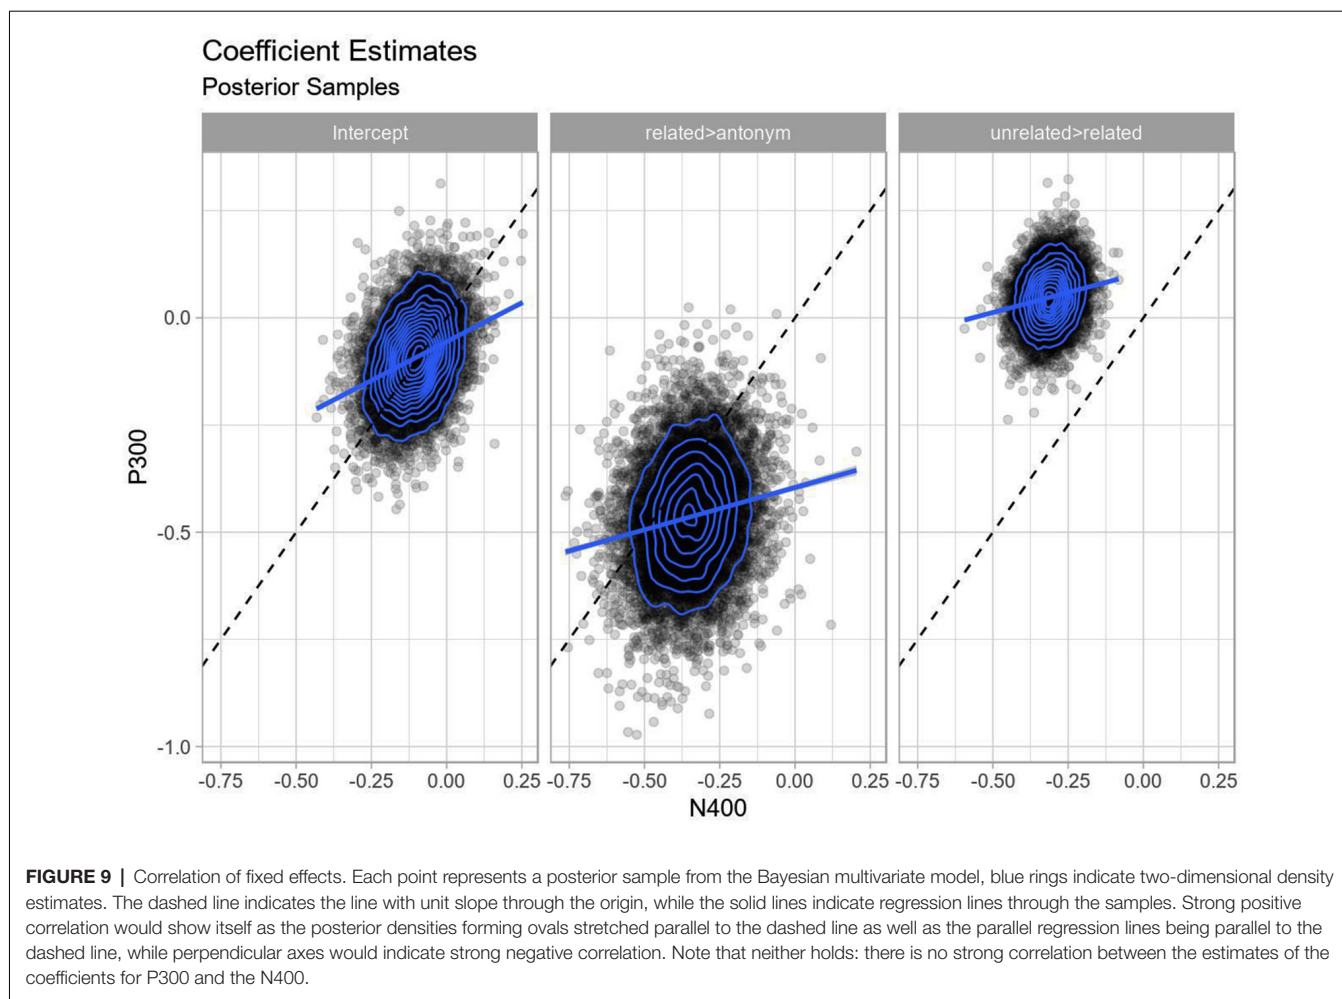 Coefficient Estimates
Posterior Samples
Intercept
related>antonym
unrelated>related
P300
0.0
-0.5
-1.0
-0.75 -0.50 -0.25 0.00 0.25 -0.75 -0.50 -0.25 0.00 0.25 -0.75 -0.50 -0.25 0.00 0.25
N400
FIGURE 9 | Correlation of fixed effects. Each point represents a posterior sample from the Bayesian multivariate model, blue rings indicate two-dimensional density
estimates. The dashed line indicates the line with unit slope through the origin, while the solid lines indicate regression lines through the samples. Strong positive
correlation would show itself as the posterior densities forming ovals stretched parallel to the dashed line as well as the parallel regression lines being parallel to the
dashed line, while perpendicular axes would indicate strong negative correlation. Note that neither holds: there is no strong correlation between the estimates of the
coefficients for P300 and the N400.